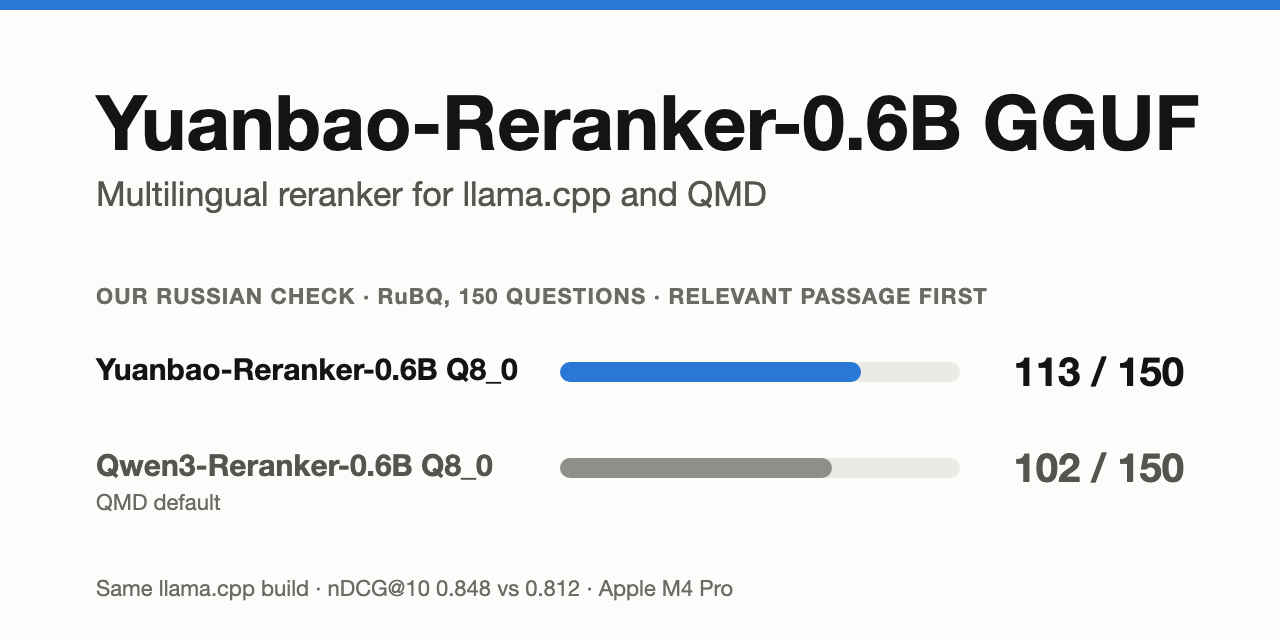 Yuanbao-Reranker-0.6B GGUF
Multilingual reranker for llama.cpp and QMD
OUR RUSSIAN CHECK · RuBQ, 150 QUESTIONS · RELEVANT PASSAGE FIRST
Yuanbao-Reranker-0.6B Q8_0 113 / 150
Qwen3-Reranker-0.6B Q8_0 102 / 150
QMD default
Same llama.cpp build · nDCG@10 0.848 vs 0.812 · Apple M4 Pro